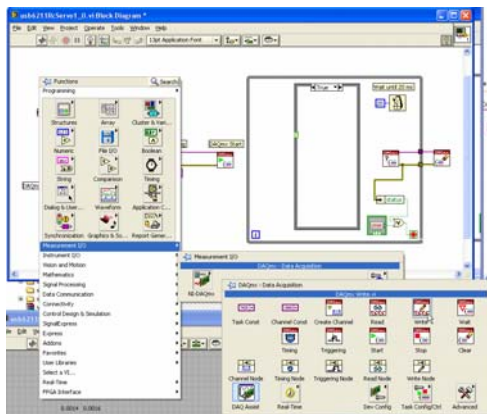 usb6211RcServo1_0.vi Block Diagram *
File Edit View Project Operate Tools Window Help
13pt Application Font
Functions
Search
Programming
Structures Array Cluster & Varı...
Numeric File I/O Boolean
String Comparison Timing
Dialog & User... Waveform Application C...
Synchronization Graphics & So... Report Gener...
Measurement I/O
Instrument I/O
Vision and Motion
Mathematics
Signal Processing
Data Communication
Connectivity
Control Design & Simulation
SignalExpress
Express
Addons
Favorites
User Libraries
Select a VI...
Real-Time
FPGA Interface
DAQmx Start
True
Wait until 20 ms
status
Measurement I/O
DAQmx - Data Acquisition
NI-DAQmx
DAQmx - Data Acquisition
DAQmx Write.vi
Task Const Channel Const Create Channel Read Write Wait
Timing Triggering Start Stop Clear
Channel Node Timing Node Triggering Node Read Node Write Node
DAQ Assist Real-Time Dev Config Task Config/Ctrl Advanced